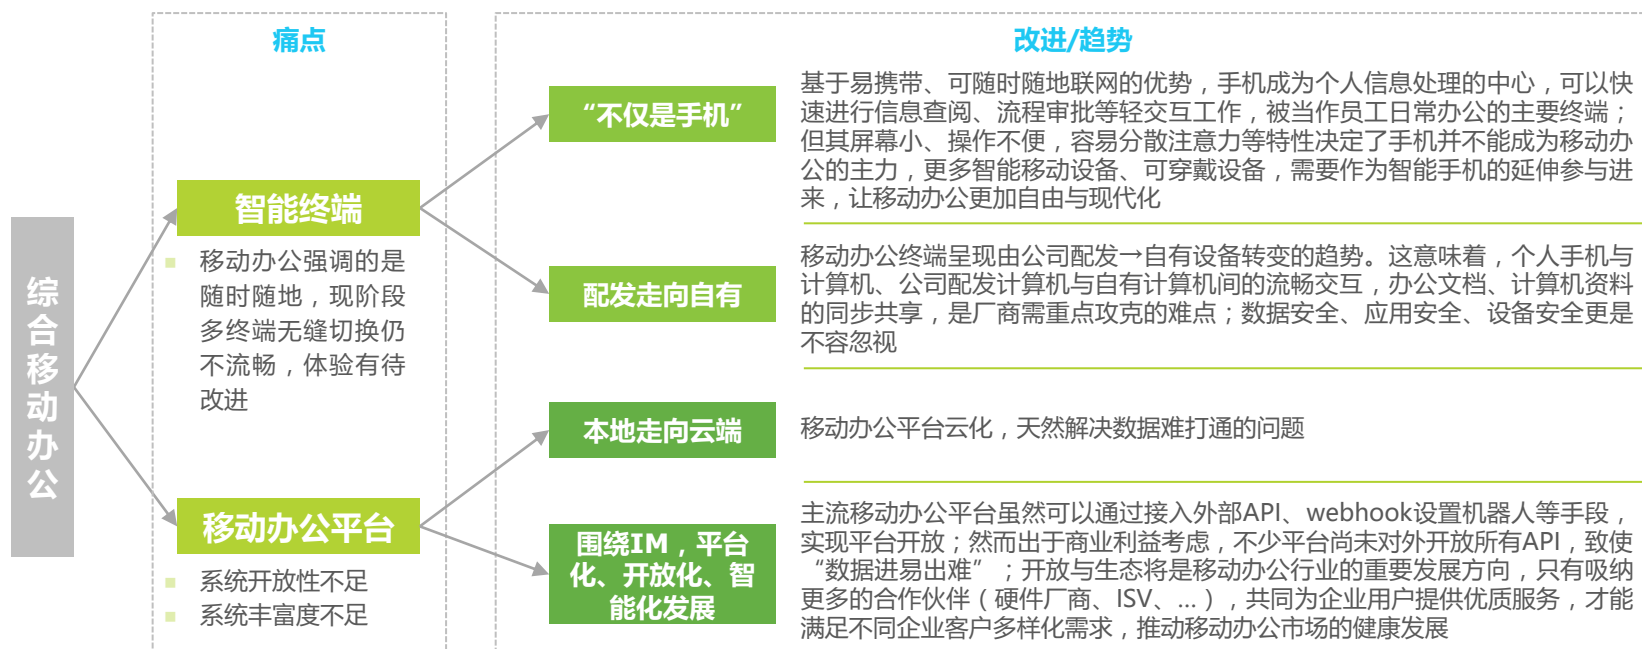 痛点
改进/趋势
综合移动办公
智能终端
移动办公强调的是
随时随地，现阶段
多终端无缝切换仍
不流畅，体验有待
改进
“不仅是手机”
基于易携带、可随时随地联网的优势，手机成为个人信息处理的中心，可以快
速进行信息查阅、流程审批等轻交互工作，被当作员工日常办公的主要终端；
但其屏幕小、操作不便，容易分散注意力等特性决定了手机并不能成为移动办
公的主力，更多智能移动设备、可穿戴设备，需要作为智能手机的延伸参与进
来，让移动办公更加自由与现代化
配发走向自有
移动办公终端呈现由公司配发→自有设备转变的趋势。这意味着，个人手机与
计算机、公司配发计算机与自有计算机间的流畅交互，办公文档、计算机资料
的同步共享，是厂商需重点攻克的难点；数据安全、应用安全、设备安全更是
不容忽视
移动办公平台
系统开放性不足
系统丰富度不足
本地走向云端
移动办公平台云化，天然解决数据难打通的问题
围绕IM，平台
化、开放化、智
能化发展
主流移动办公平台虽然可以通过接入外部API、webhook设置机器人等手段，
实现平台开放；然而出于商业利益考虑，不少平台尚未对外开放所有API，致使
“数据进易出难”；开放与生态将是移动办公行业的重要发展方向，只有吸纳
更多的合作伙伴（硬件厂商、ISV、…），共同为企业用户提供优质服务，才能
满足不同企业客户多样化需求，推动移动办公市场的健康发展